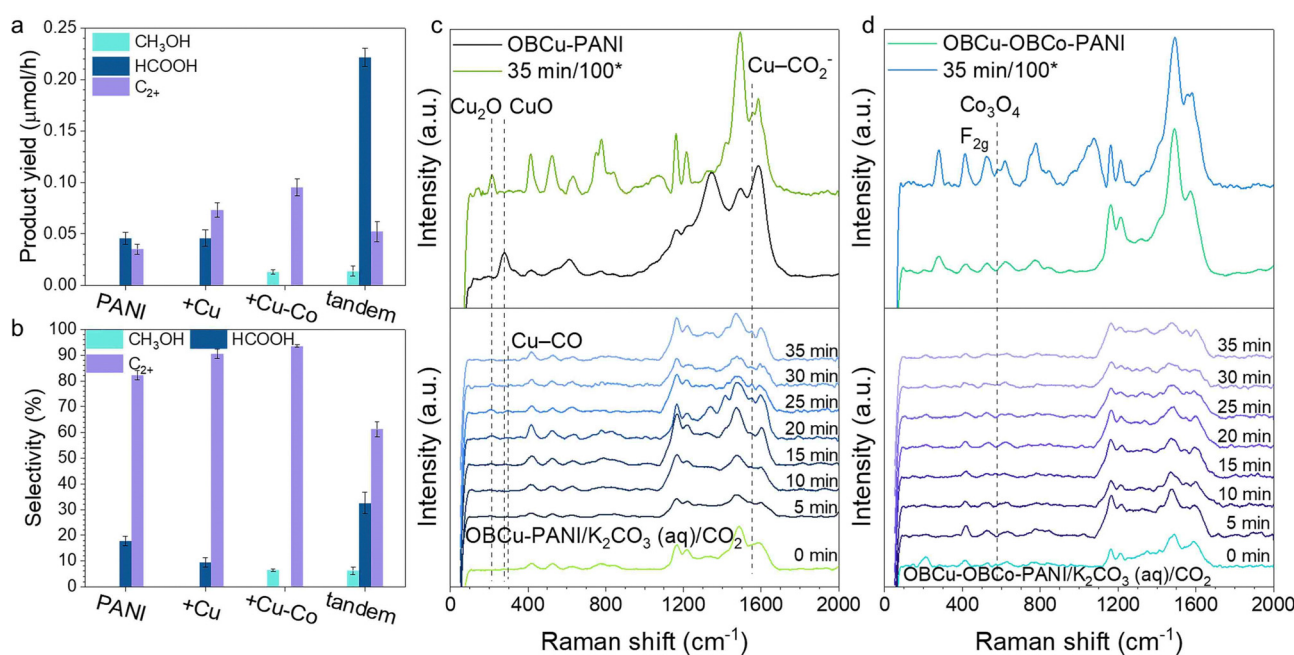 a
Product yield (μmol/h)
0.25
0.20
0.15
0.10
0.05
0.00
CH₃OH
HCOOH
C₂₊
PANI
+Cu
+Cu-Co
tandem
b
Selectivity (%)
100
90
80
70
60
50
40
30
20
10
0
CH₃OH
HCOOH
C₂₊
PANI
+Cu
+Cu-Co
tandem
c
Intensity (a.u.)
OBCu-PANI
35 min/100*
Cu–CO₂⁻
Cu₂O
CuO
Intensity (a.u.)
Cu–CO
35 min
30 min
25 min
20 min
15 min
10 min
5 min
OBCu-PANI/K₂CO₃ (aq)/CO₂
0 min
0
400
800
1200
1600
2000
Raman shift (cm⁻¹)
d
Intensity (a.u.)
OBCu-OBCo-PANI
35 min/100*
Co₃O₄
F₂g
Intensity (a.u.)
35 min
30 min
25 min
20 min
15 min
10 min
5 min
0 min
OBCu-OBCo-PANI/K₂CO₃ (aq)/CO₂
0
400
800
1200
1600
2000
Raman shift (cm⁻¹)